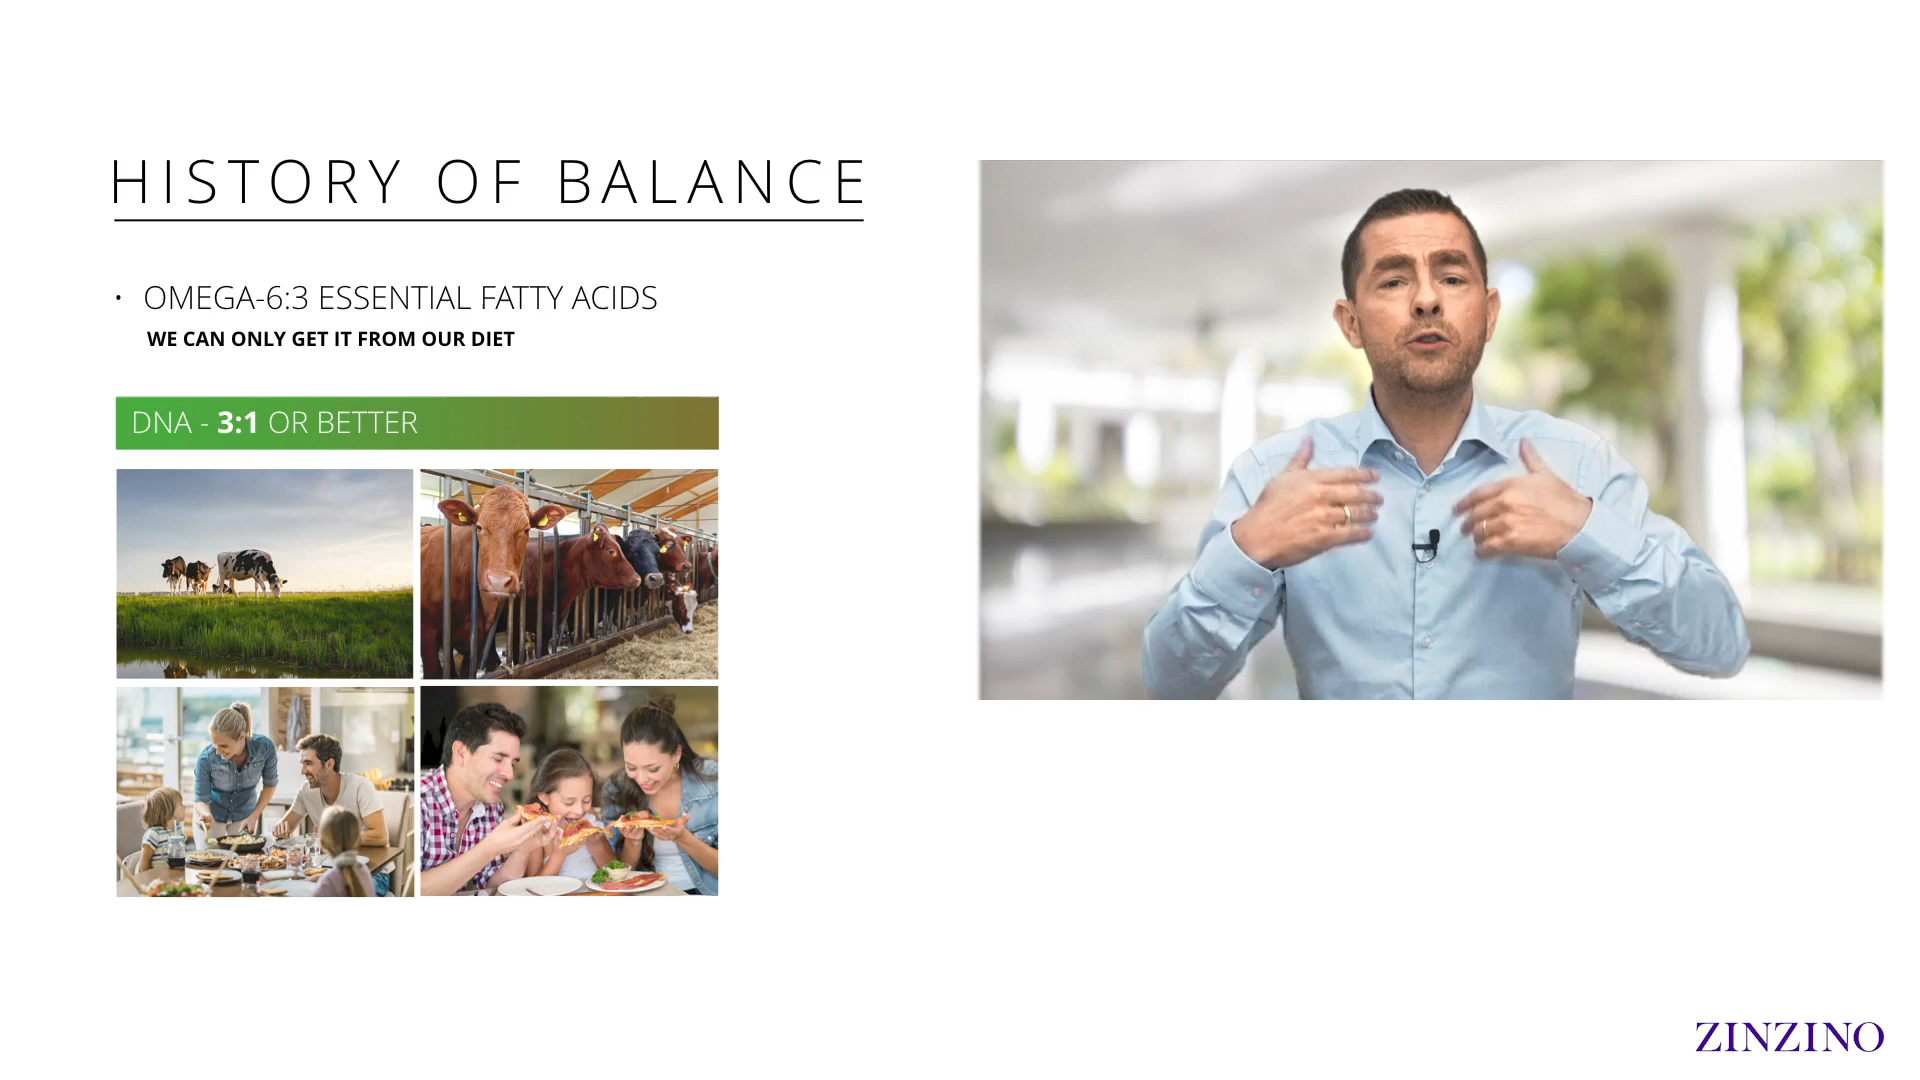 HISTORY OF BALANCE
• OMEGA-6:3 ESSENTIAL FATTY ACIDS
WE CAN ONLY GET IT FROM OUR DIET
DNA - 3:1 OR BETTER
ZINZINO